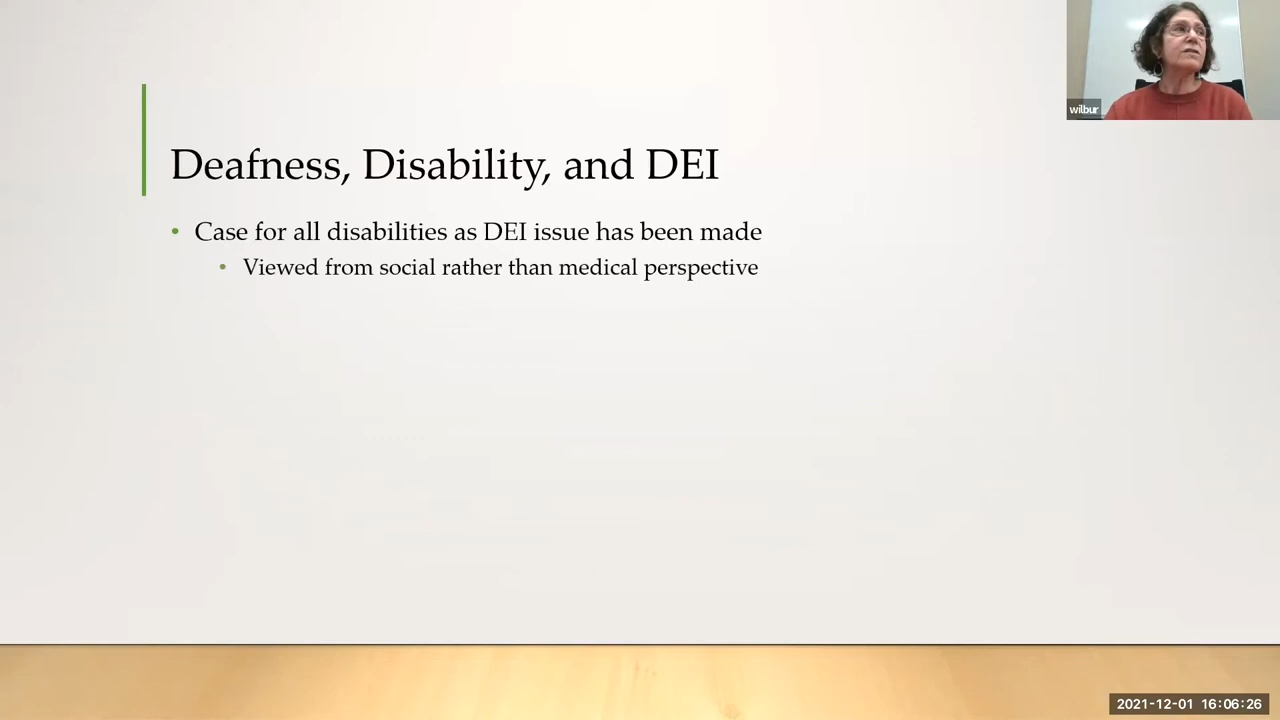 wilbur
Deafness, Disability, and DEI
• Case for all disabilities as DEI issue has been made
• Viewed from social rather than medical perspective
2021-12-01 16:06:26